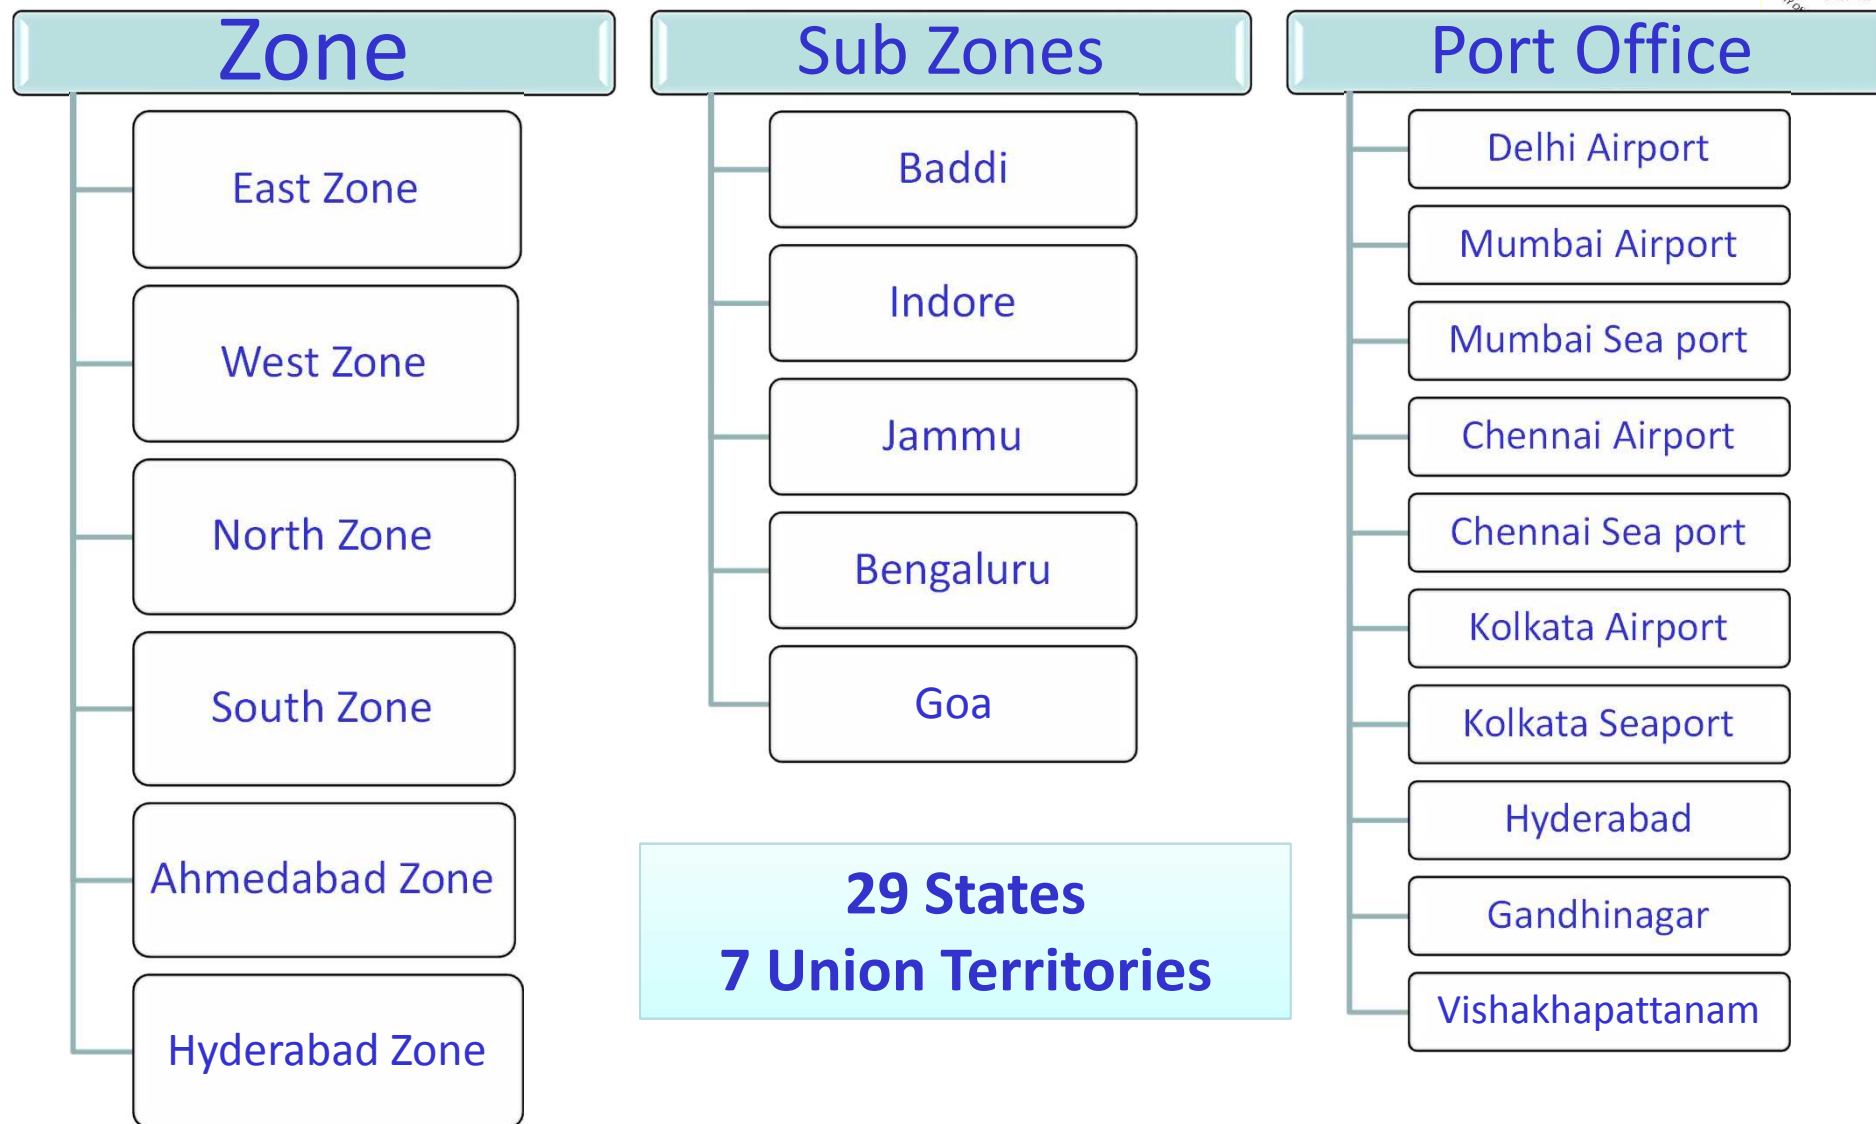 Zone
East Zone
West Zone
North Zone
South Zone
Ahmedabad Zone
Hyderabad Zone
Sub Zones
Baddi
Indore
Jammu
Bengaluru
Goa
29 States
7 Union Territories
Port Office
Delhi Airport
Mumbai Airport
Mumbai Sea port
Chennai Airport
Chennai Sea port
Kolkata Airport
Kolkata Seaport
Hyderabad
Gandhinagar
Vishakhapattanam